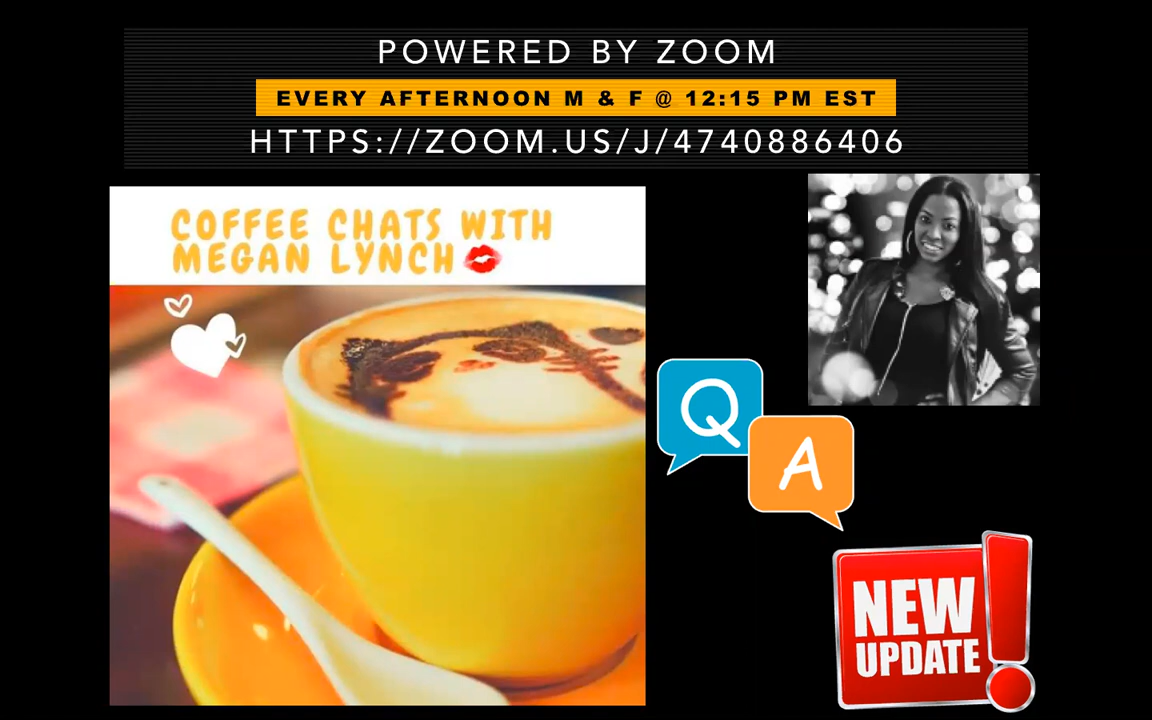 POWERED BY ZOOM
EVERY AFTERNOON M & F @ 12:15 PM EST
HTTPS://ZOOM.US/J/4740886406
COFFEE CHATS WITH
MEGAN LYNCH
Q
A
NEW
UPDATE